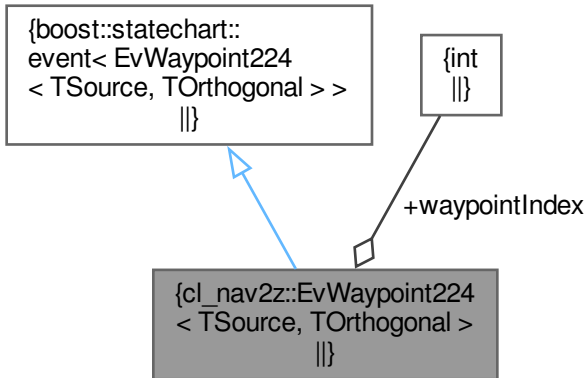 {boost::statechart::
event< EvWaypoint224
< TSource, TOrthogonal > >
||}
{int
||}
+waypointIndex
{cl_nav2z::EvWaypoint224
< TSource, TOrthogonal >
||}